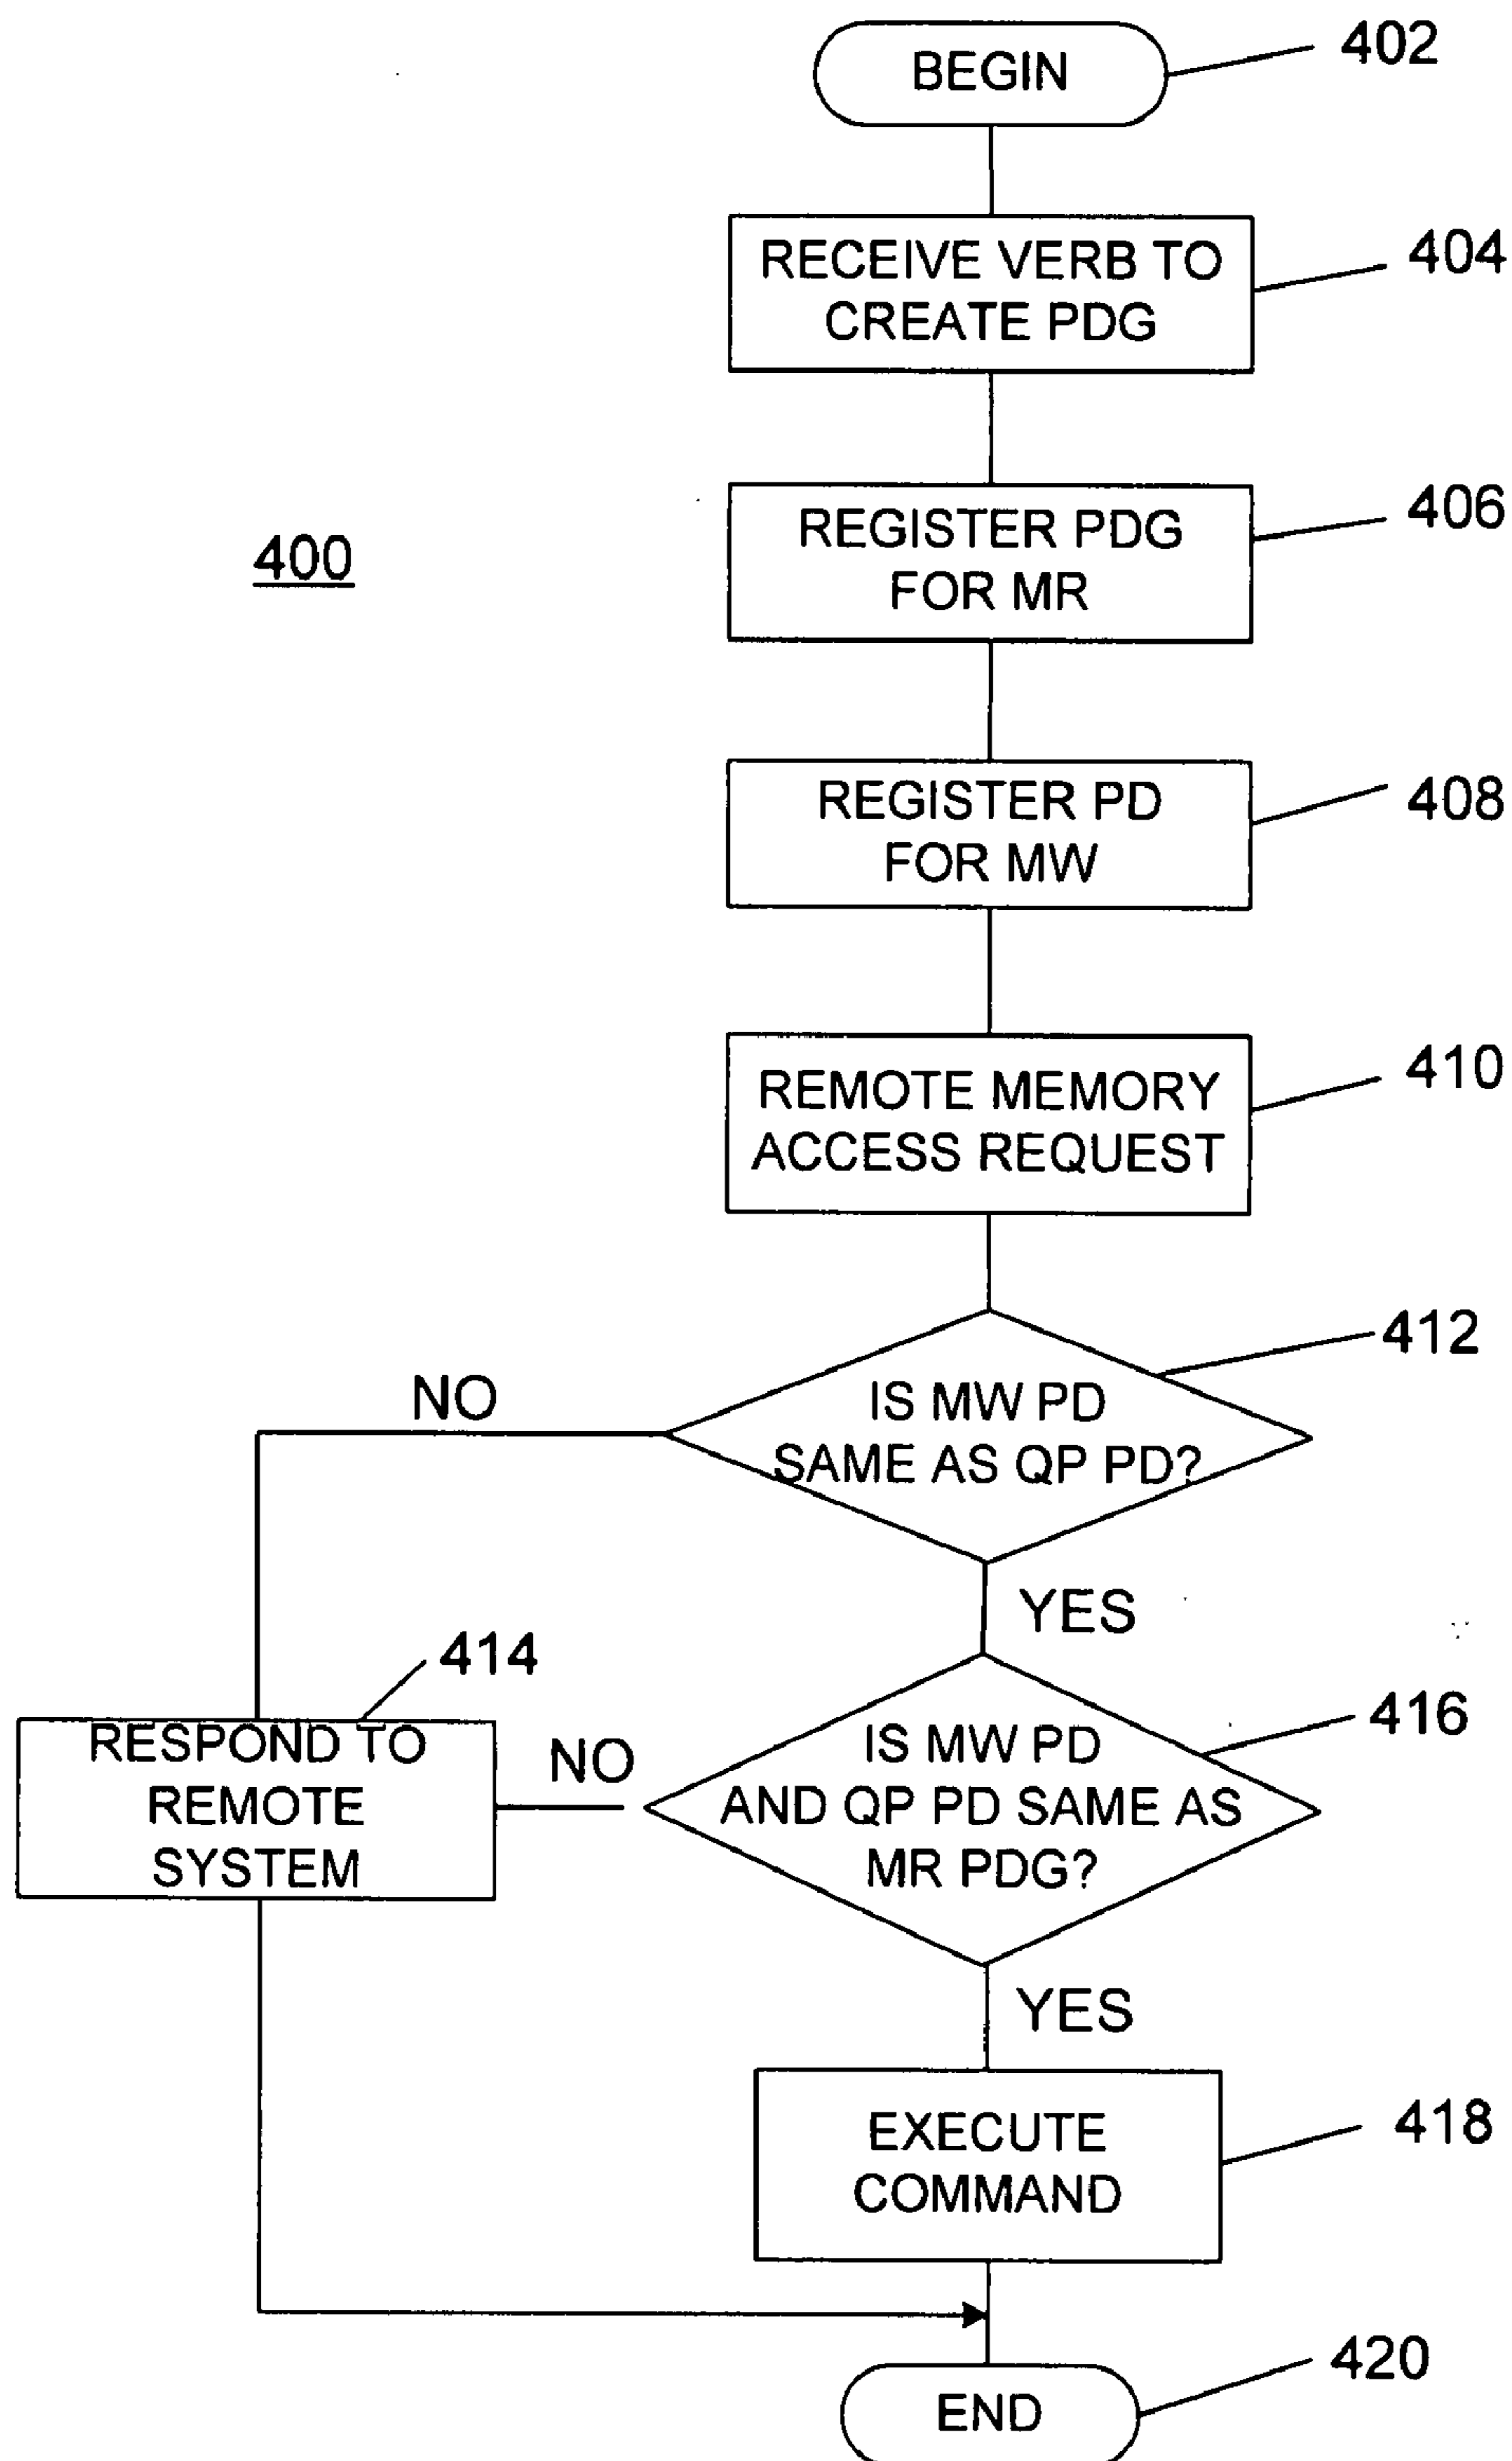 BEGIN
402
RECEIVE VERB TO
CREATE PDG
404
REGISTER PDG
FOR MR
406
400
REGISTER PD
FOR MW
408
REMOTE MEMORY
ACCESS REQUEST
410
IS MW PD
SAME AS QP PD?
412
NO
YES
414
RESPOND TO
REMOTE
SYSTEM
NO
IS MW PD
AND QP PD SAME AS
MR PDG?
416
YES
EXECUTE
COMMAND
418
END
420